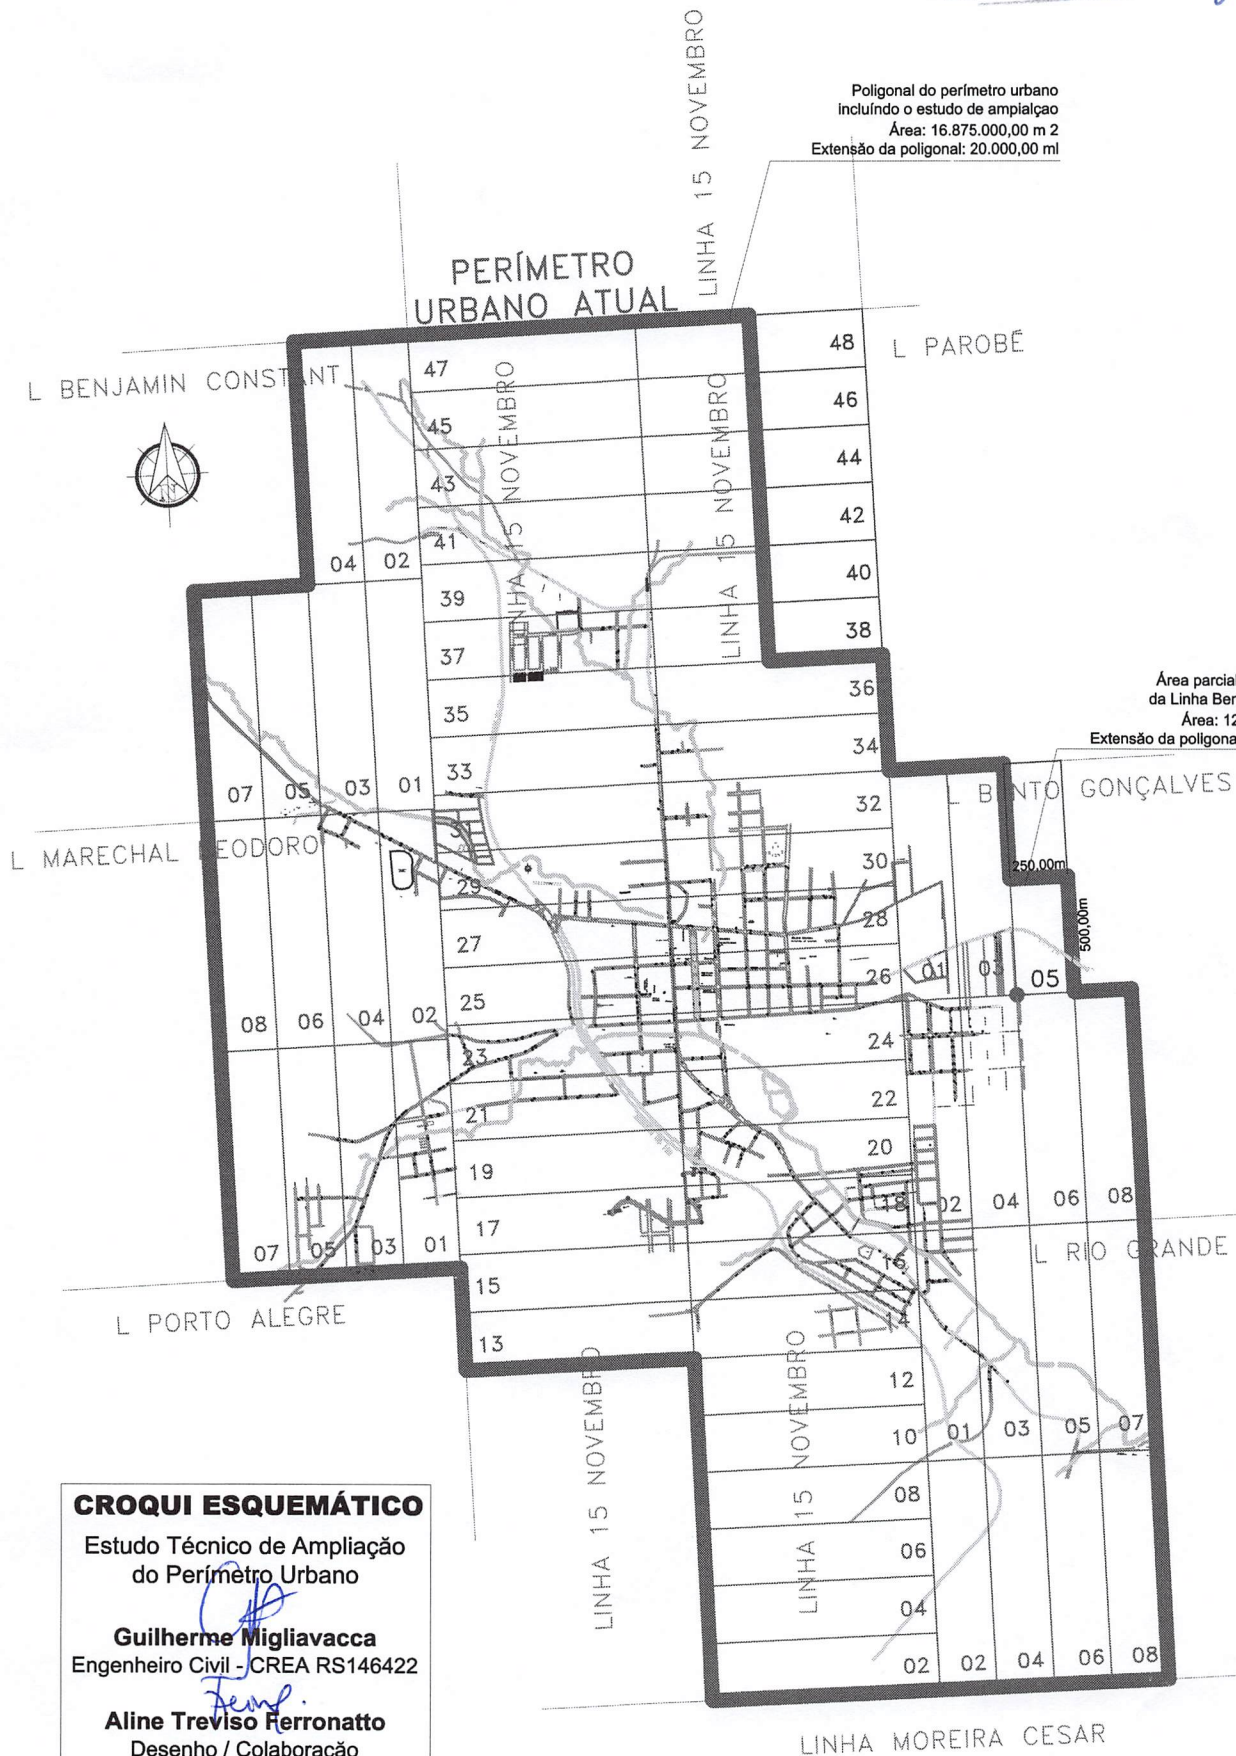 LINHA 15 NOVEMBRO
Poligonal do perímetro urbano
incluíndo o estudo de ampialçao
Área: 16.875.000,00 m 2
Extensão da poligonal: 20.000,00 ml
PERÍMETRO
URBANO ATUAL
L BENJAMIN CONSTANT
L PAROBÉ
48
47
46
45
44
43
42
41
04 02
40
39
38
37
36
35
34
33
32
LINHA 15 NOVEMBRO
LINHA 15 NOVEMBRO
Área parcial
da Linha Ben
Área: 12
Extensão da poligona
L BENTO GONÇALVES
250,00m
500,00m
07 05 03 01
L MARECHAL DEODORO
31
30
29
28
27
26
01 03 05
25
08 06 04 02
24
23
22
21
20
19
18
02 04 06 08
17
L RIO GRANDE
07 05 03 01
16
15
L PORTO ALEGRE
14
13
12
10
01 03 05 07
08
06
04
02 02 04 06 08
LINHA 15 NOVEMBRO
LINHA 15 NOVEMBRO
LINHA MOREIRA CESAR
CROQUI ESQUEMÁTICO
Estudo Técnico de Ampliação
do Perímetro Urbano
Guilherme Migliavacca
Engenheiro Civil - CREA RS146422
Aline Treviso Ferronatto
Desenho / Colaboração